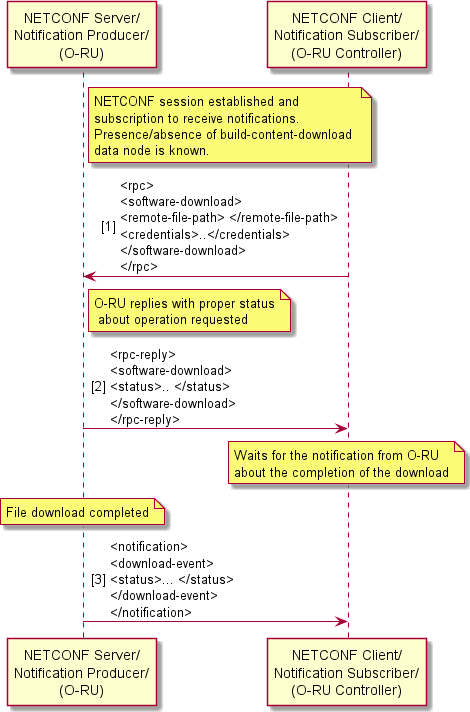 NETCONF Server/
Notification Producer/
(O-RU)
NETCONF Client/
Notification Subscriber/
(O-RU Controller)
NETCONF session established and
subscription to receive notifications.
Presence/absence of build-content-download
data node is known.
[1]
<rpc>
<software-download>
<remote-file-path> </remote-file-path>
<credentials>..</credentials>
</software-download>
</rpc>
O-RU replies with proper status
about operation requested
[2]
<rpc-reply>
<software-download>
<status>.. </status>
</software-download>
</rpc-reply>
Waits for the notification from O-RU
about the completion of the download
File download completed
[3]
<notification>
<download-event>
<status>... </status>
</download-event>
</notification>
NETCONF Server/
Notification Producer/
(O-RU)
NETCONF Client/
Notification Subscriber/
(O-RU Controller)